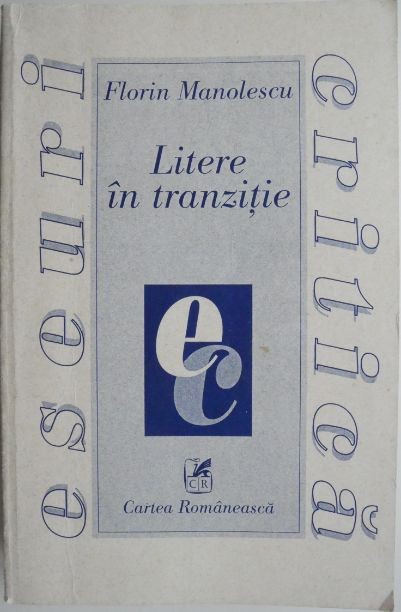 Florin Manolescu
Litere
în tranziție
eseuri
critică
ec
CR
Cartea Românească